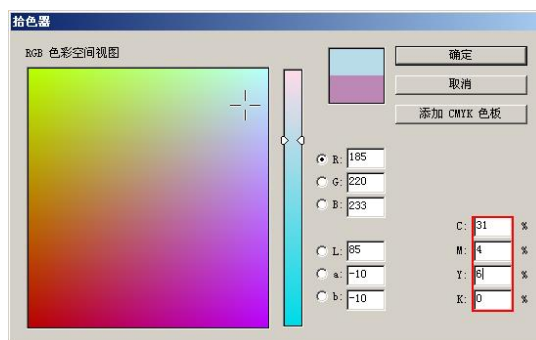 拾色器
RGB 色彩空间视图
确定
取消
添加 CMYK 色板
R: 185
G: 220
B: 233
L: 85
a: -10
b: -10
C: 31 %
M: 4 %
Y: 6 %
K: 0 %